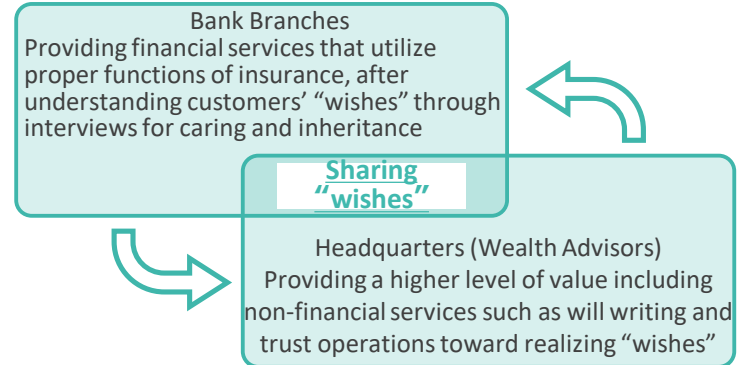 Bank Branches
Providing financial services that utilize
proper functions of insurance, after
understanding customers’ “wishes” through
interviews for caring and inheritance
Sharing
“wishes”
Headquarters (Wealth Advisors)
Providing a higher level of value including
non-financial services such as will writing and
trust operations toward realizing “wishes”